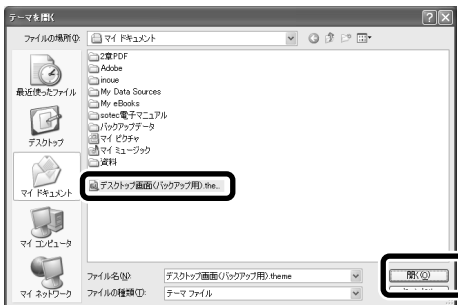 テーマを開く
ファイルの場所(I):
マイ ドキュメント
最近使ったファイル
デスクトップ
マイ ドキュメント
マイ コンピュータ
マイ ネットワーク
2章PDF
Adobe
inoue
My Data Sources
My eBooks
sotec電子マニュアル
バックアップデータ
マイ ピクチャ
マイ ミュージック
資料
デスクトップ画面(バックアップ用).the...
ファイル名(N):
デスクトップ画面(バックアップ用).theme
開く(O)
ファイルの種類(T):
テーマ ファイル